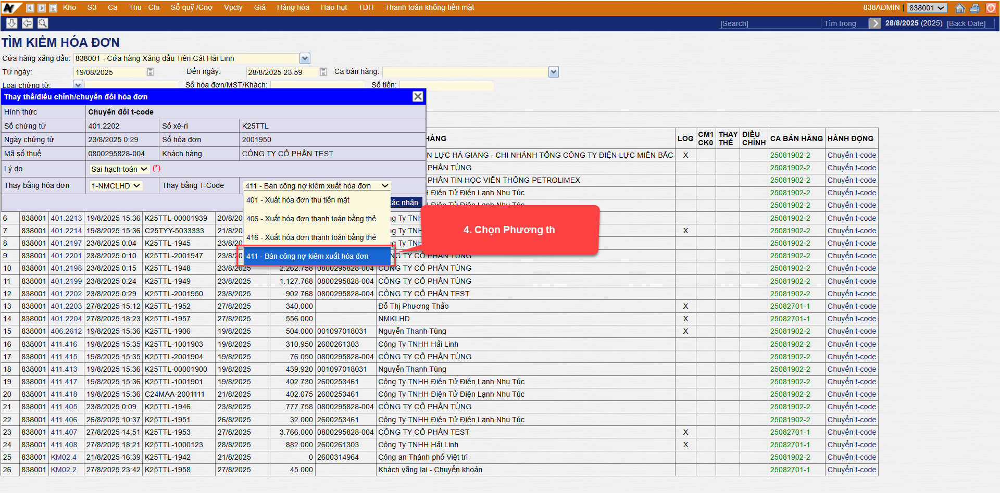 Kho S3 Ca Thu - Chi Sổ quỹ /Cnợ Vpcty Giá Hàng hóa Hao hụt TĐH Thanh toán không tiền mặt 838ADMIN | 838001
[Search] Tìm trong 28/8/2025 (2025) [Back Date]
TÌM KIẾM HÓA ĐƠN
Cửa hàng xăng dầu: 838001 - Cửa hàng Xăng dầu Tiên Cát Hải Linh
Từ ngày: 19/08/2025 Đến ngày: 28/8/2025 23:59 Ca bán hàng:
Loại chứng từ: Số hóa đơn/MST/Khách: Số tiền:
Thay thế/điều chỉnh/chuyển đổi hóa đơn
Hình thức Chuyển đổi t-code
Số chứng từ 401.2202 Số xê-ri K25TTL
Ngày chứng từ 23/8/2025 0:29 Số hóa đơn 2001950
Mã số thuế 0800295828-004 Khách hàng CÔNG TY CỔ PHẦN TEST
Lý do Sai hạch toán (*)
Thay bằng hóa đơn 1-NMCLHD Thay bằng T-Code 411 - Bán công nợ kiêm xuất hóa đơn
401 - Xuất hóa đơn thu tiền mặt
406 - Xuất hóa đơn thanh toán bằng thẻ
416 - Xuất hóa đơn thanh toán bằng thẻ
411 - Bán công nợ kiêm xuất hóa đơn
Xác nhận
4. Chọn Phương th
HÀNG LOG CM1 CK0 THAY THẾ ĐIỀU CHỈNH CA BÁN HÀNG HÀNH ĐỘNG
N LỰC HÀ GIANG - CHI NHÁNH TỔNG CÔNG TY ĐIỆN LỰC MIỀN BẮC X 25081902-2 Chuyển t-code
PHẦN TÙNG 25081902-2 Chuyển t-code
PHẦN TIN HỌC VIỄN THÔNG PETROLIMEX 25081902-2 Chuyển t-code
H Điện Tử Điện Lạnh Nhu Túc 25081902-2 Chuyển t-code
H Điện Tử Điện Lạnh Nhu Túc 25081902-2 Chuyển t-code
6 838001 401.2213 19/8/2025 15:36 K25TTL-00001939 20/8/20 ng Ty TNH 25081902-2 Chuyển t-code
7 838001 401.2214 19/8/2025 15:36 C25TYY-5033333 21/8/20 ng Ty TNH X 25081902-2 Chuyển t-code
8 838001 401.2197 23/8/2025 0:04 K25TTL-1945 23/8/20 ng Ty TNH 25081902-2 Chuyển t-code
9 838001 401.2201 23/8/2025 0:10 K25TTL-2001947 23/8/20 NG TY CỔ PHẦN TÙNG 25081902-2 Chuyển t-code
10 838001 401.2198 23/8/2025 0:15 K25TTL-1948 23/8/2025 2.262.758 0800295828-004 CÔNG TY CỔ PHẦN TÙNG 25081902-2 Chuyển t-code
11 838001 401.2199 23/8/2025 0:24 K25TTL-1949 23/8/2025 1.127.768 0800295828-004 CÔNG TY CỔ PHẦN TÙNG 25081902-2 Chuyển t-code
12 838001 401.2202 23/8/2025 0:29 K25TTL-2001950 23/8/2025 902.768 0800295828-004 CÔNG TY CỔ PHẦN TEST 25081902-2 Chuyển t-code
13 838001 401.2203 27/8/2025 15:12 K25TTL-1952 27/8/2025 340.000 Đỗ Thị Phương Thảo X 25082701-1 Chuyển t-code
14 838001 401.2204 27/8/2025 18:23 K25TTL-1957 27/8/2025 556.000 NMKLHD X 25082701-1 Chuyển t-code
15 838001 406.2612 19/8/2025 15:36 K25TTL-1906 19/8/2025 504.000 001097018031 Nguyễn Thanh Tùng X 25081902-2 Chuyển t-code
16 838001 411.416 19/8/2025 15:35 K25TTL-1001903 19/8/2025 310.950 2600261303 Công Ty TNHH Hải Linh 25081902-2 Chuyển t-code
17 838001 411.415 19/8/2025 15:35 K25TTL-2001904 19/8/2025 76.050 0800295828-004 CÔNG TY CỔ PHẦN TÙNG 25081902-2 Chuyển t-code
18 838001 411.413 19/8/2025 15:36 K25TTL-00001900 19/8/2025 439.920 001097018031 Nguyễn Thanh Tùng 25081902-2 Chuyển t-code
19 838001 411.417 19/8/2025 15:36 K25TTL-1001901 19/8/2025 402.730 2600253461 Công Ty TNHH Điện Tử Điện Lạnh Nhu Túc 25081902-2 Chuyển t-code
20 838001 411.418 19/8/2025 15:36 C24MAA-2001111 21/8/2025 402.075 2600253461 Công Ty TNHH Điện Tử Điện Lạnh Nhu Túc 25081902-2 Chuyển t-code
21 838001 411.405 23/8/2025 0:09 K25TTL-1946 23/8/2025 777.758 0800295828-004 CÔNG TY CỔ PHẦN TÙNG 25081902-2 Chuyển t-code
22 838001 411.406 26/8/2025 10:37 K25TTL-1951 26/8/2025 32.000 2600253461 Công Ty TNHH Điện Tử Điện Lạnh Nhu Túc 25081902-2 Chuyển t-code
23 838001 411.407 27/8/2025 14:51 K25TTL-1953 27/8/2025 3.766.000 0800295828-004 CÔNG TY CỔ PHẦN TEST X 25082701-1 Chuyển t-code
24 838001 411.408 27/8/2025 18:21 K25TTL-1000123 28/8/2025 882.000 2600261303 Công Ty TNHH Hải Linh X 25082701-1 Chuyển t-code
25 838001 KM02.4 21/8/2025 16:39 K25TTL-1942 21/8/2025 0 2600314964 Công an Thành phố Việt trì 25081902-2 Chuyển t-code
26 838001 KM02.2 27/8/2025 23:42 K25TTL-1958 27/8/2025 45.000 Khách vãng lai - Chuyển khoản 25082701-1 Chuyển t-code